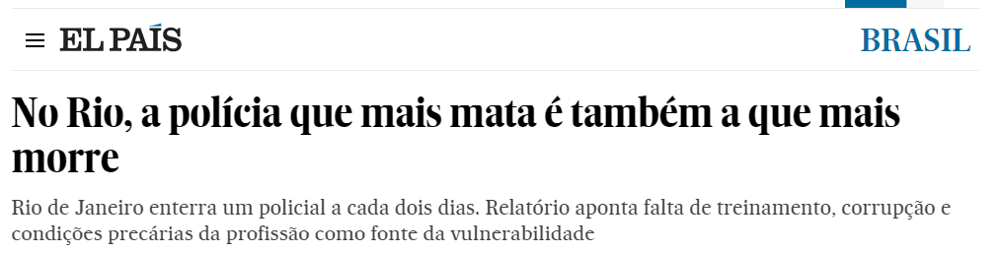 EL PAÍS
BRASIL
No Rio, a polícia que mais mata é também a que mais
morre
Rio de Janeiro enterra um policial a cada dois dias. Relatório aponta falta de treinamento, corrupção e
condições precárias da profissão como fonte da vulnerabilidade